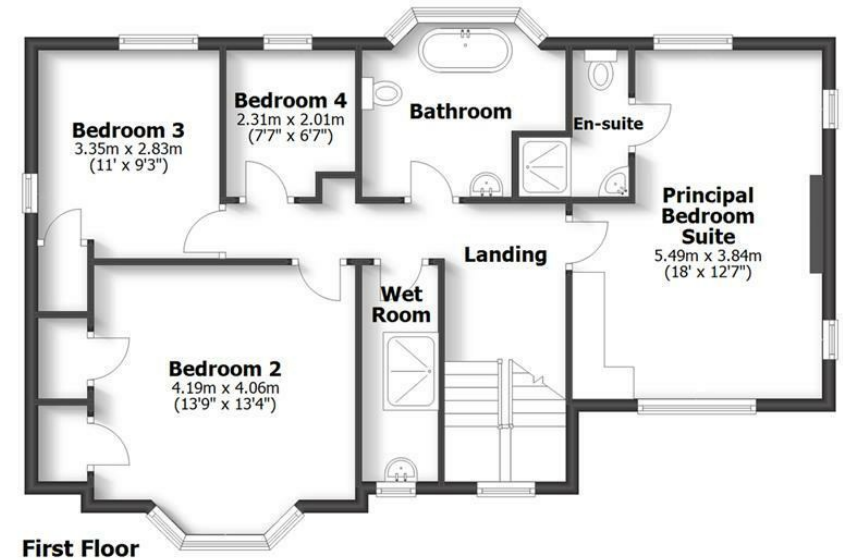 Bedroom 3
3.35m x 2.83m
(11' x 9'3")
Bedroom 4
2.31m x 2.01m
(7'7" x 6'7")
Bathroom
En-suite
Principal
Bedroom
Suite
5.49m x 3.84m
(18' x 12'7")
Landing
Wet
Room
Bedroom 2
4.19m x 4.06m
(13'9" x 13'4")
First Floor